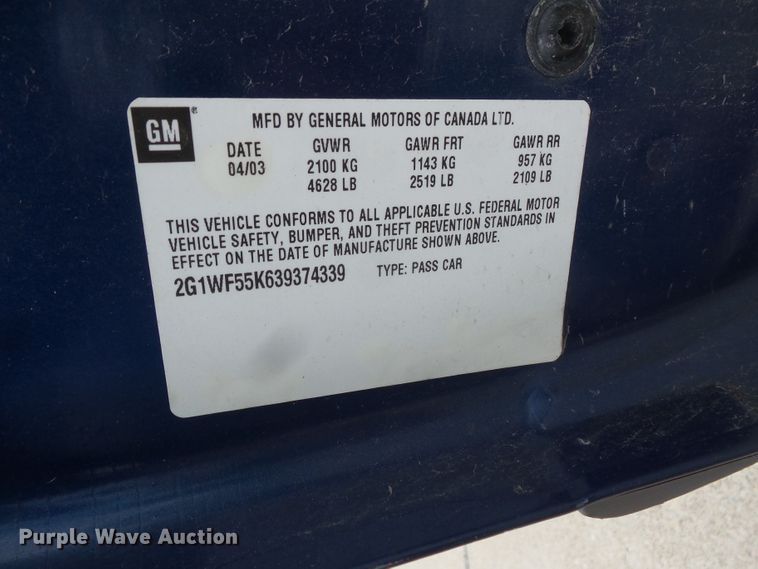 GM
MFD BY GENERAL MOTORS OF CANADA LTD.
DATE GVWR GAWR FRT GAWR RR
04/03 2100 KG 1143 KG 957 KG
4628 LB 2519 LB 2109 LB
THIS VEHICLE CONFORMS TO ALL APPLICABLE U.S. FEDERAL MOTOR
VEHICLE SAFETY, BUMPER, AND THEFT PREVENTION STANDARDS IN
EFFECT ON THE DATE OF MANUFACTURE SHOWN ABOVE.
2G1WF55K639374339 TYPE: PASS CAR
Purple Wave Auction